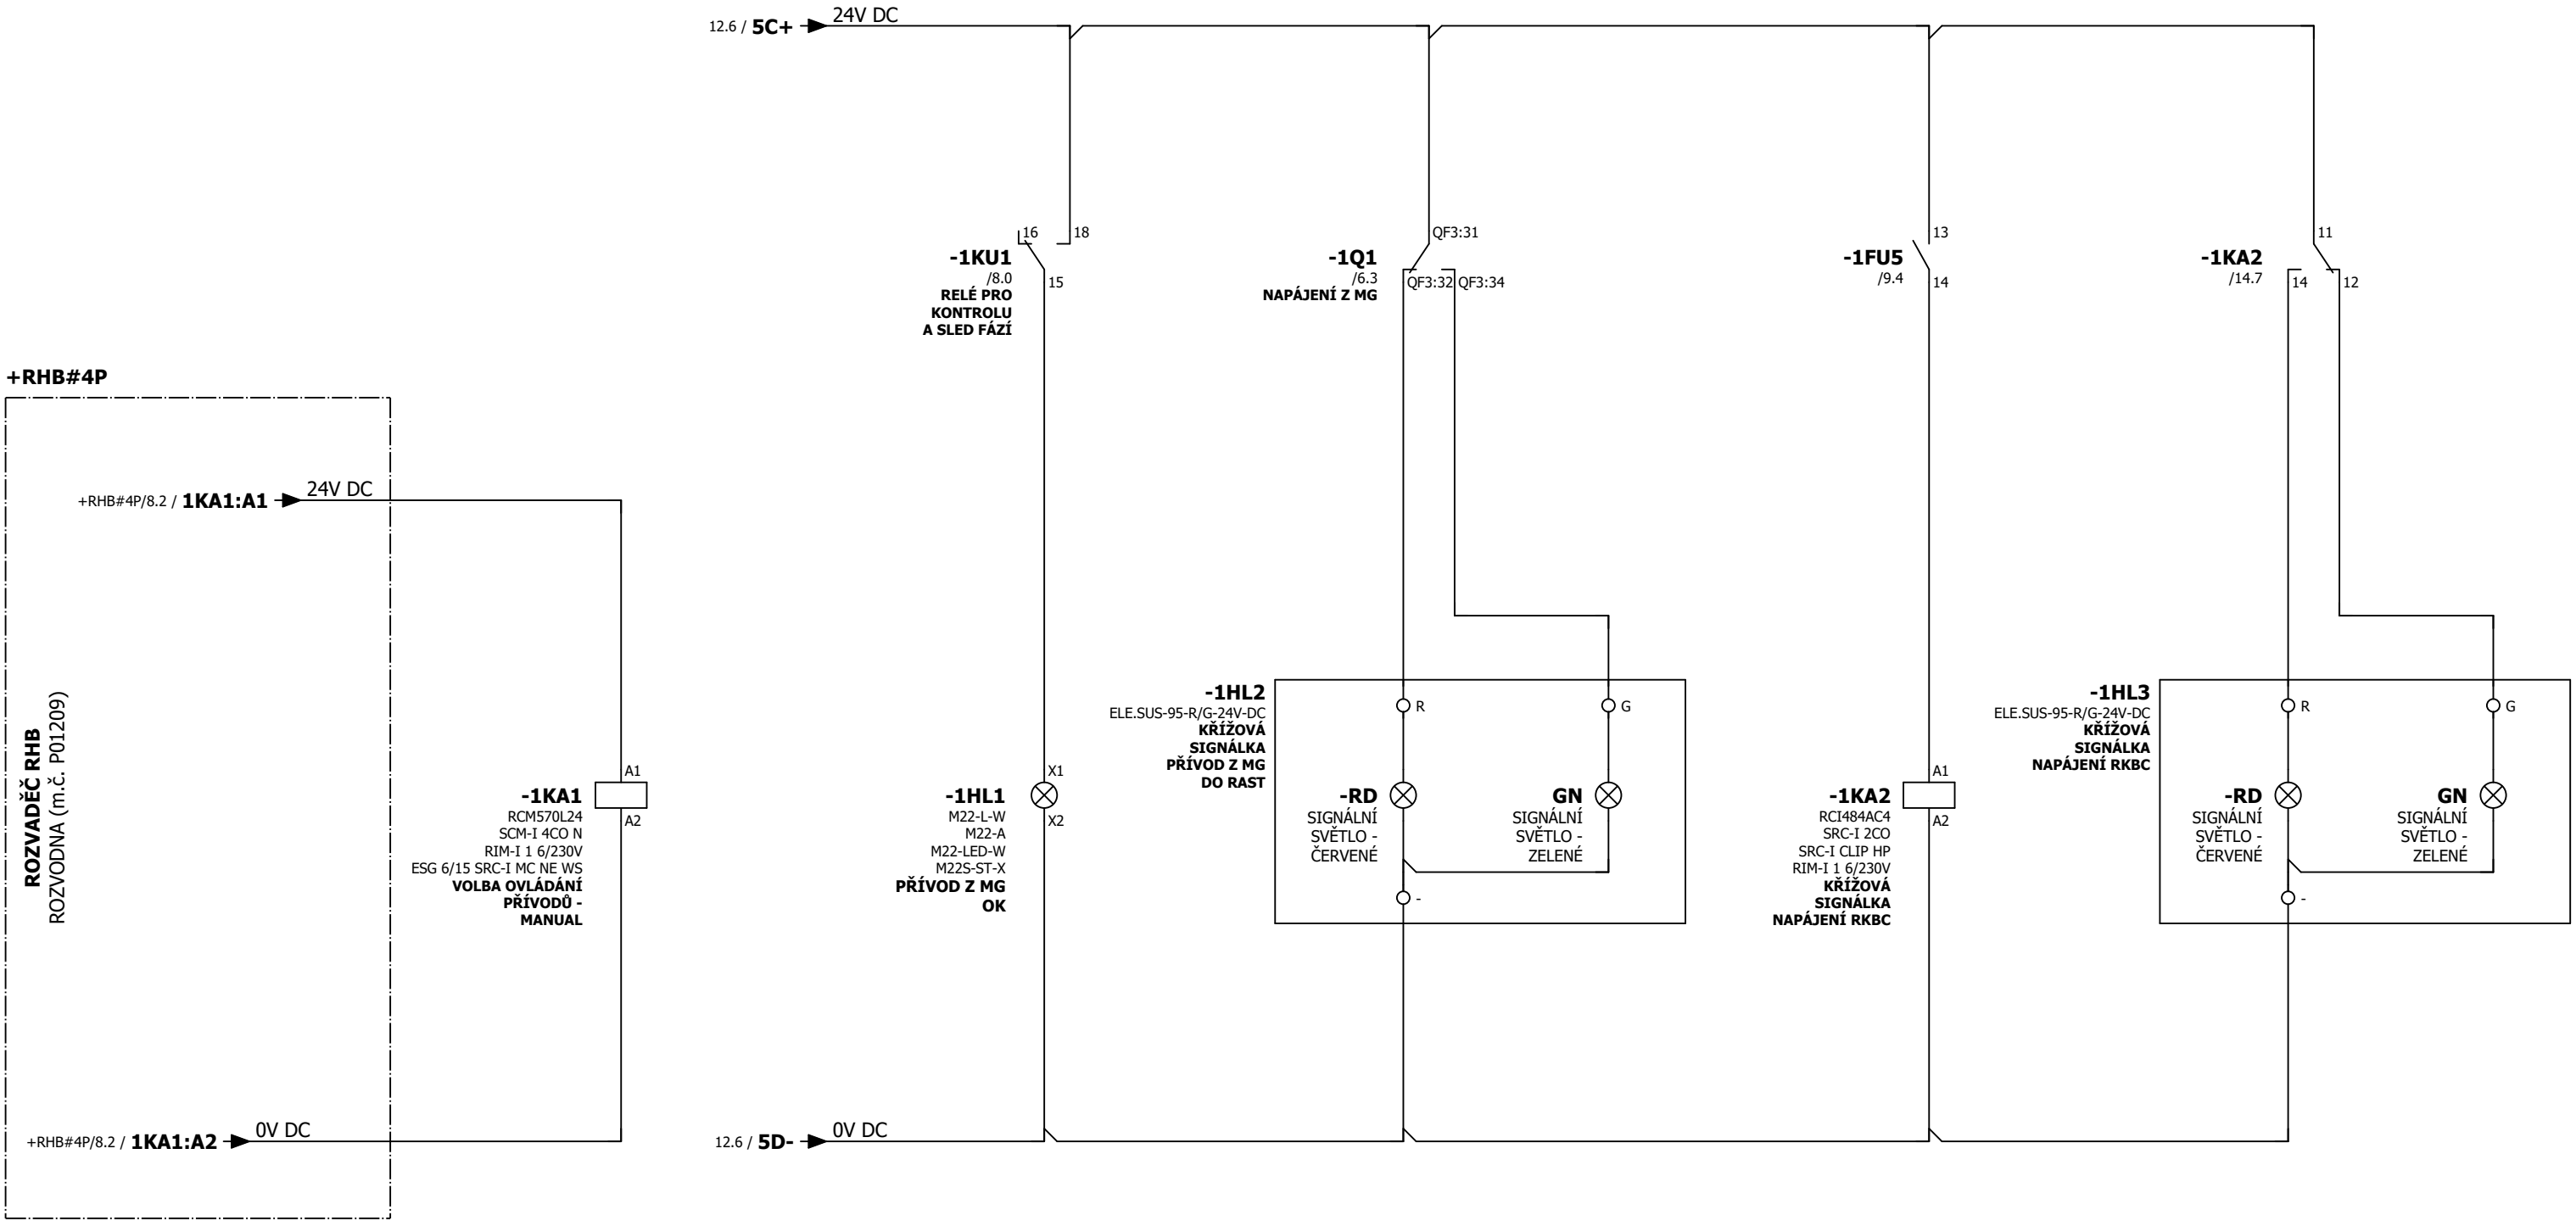 12.6 / 5C+ 24V DC
16 18
-1KU1
/8.0
15
RELÉ PRO
KONTROLU
A SLED FÁZÍ
QF3:31
-1Q1
/6.3
QF3:32 QF3:34
NAPÁJENÍ Z MG
13
-1FU5
/9.4
14
11
-1KA2
/14.7
14 12
+RHB#4P
+RHB#4P/8.2 / 1KA1:A1 24V DC
ROZVADĚČ RHB
ROZVODNA (m.č. P01209)
A1
-1KA1
A2
RCM570L24
SCM-I 4CO N
RIM-I 1 6/230V
ESG 6/15 SRC-I MC NE WS
VOLBA OVLÁDÁNÍ
PŘÍVODŮ -
MANUAL
X1
-1HL1
X2
M22-L-W
M22-A
M22-LED-W
M22S-ST-X
PŘÍVOD Z MG
OK
-1HL2
ELE.SUS-95-R/G-24V-DC
KŘÍŽOVÁ
SIGNÁLKA
PŘÍVOD Z MG
DO RAST
R G
-RD
SIGNÁLNÍ
SVĚTLO -
ČERVENÉ
GN
SIGNÁLNÍ
SVĚTLO -
ZELENÉ
-
A1
-1KA2
A2
RCI484AC4
SRC-I 2CO
SRC-I CLIP HP
RIM-I 1 6/230V
KŘÍŽOVÁ
SIGNÁLKA
NAPÁJENÍ RKBC
-1HL3
ELE.SUS-95-R/G-24V-DC
KŘÍŽOVÁ
SIGNÁLKA
NAPÁJENÍ RKBC
R G
-RD
SIGNÁLNÍ
SVĚTLO -
ČERVENÉ
GN
SIGNÁLNÍ
SVĚTLO -
ZELENÉ
-
+RHB#4P/8.2 / 1KA1:A2 0V DC
12.6 / 5D- 0V DC